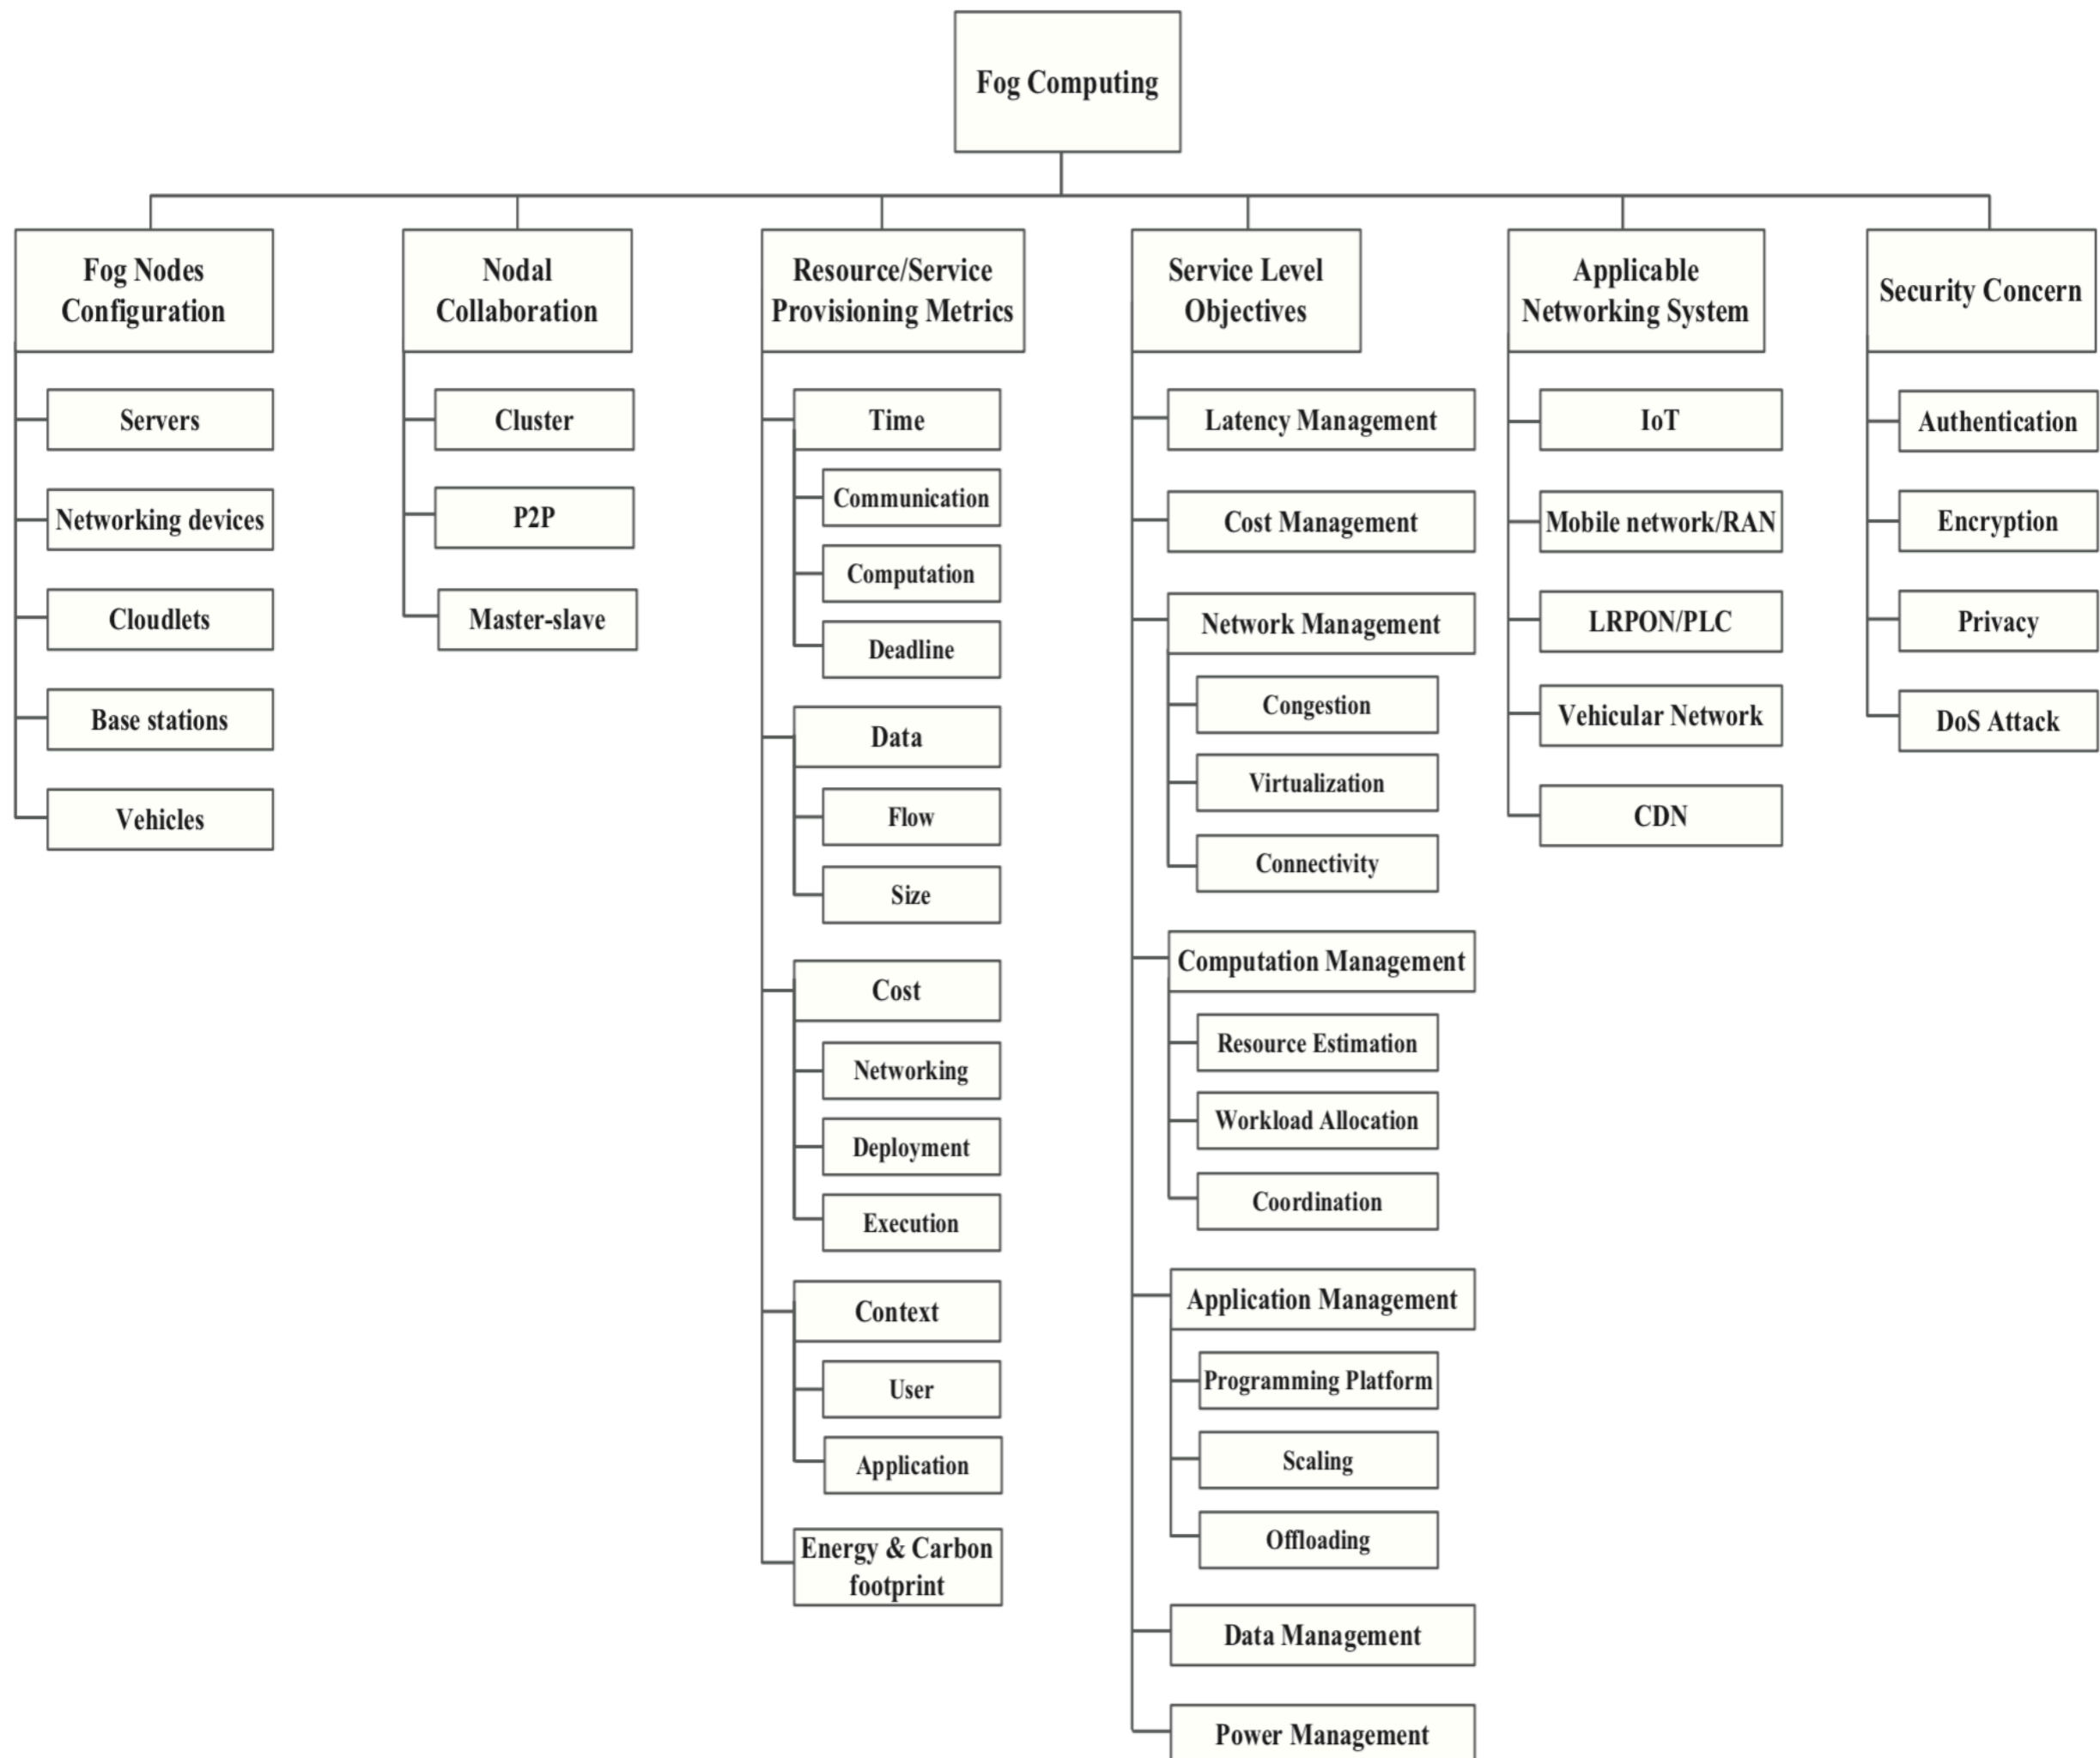 Fog Computing
Fog Nodes
Configuration
Servers
Networking devices
Cloudlets
Base stations
Vehicles
Nodal
Collaboration
Cluster
P2P
Master-slave
Resource/Service
Provisioning Metrics
Time
Communication
Computation
Deadline
Data
Flow
Size
Cost
Networking
Deployment
Execution
Context
User
Application
Energy & Carbon
footprint
Service Level
Objectives
Latency Management
Cost Management
Network Management
Congestion
Virtualization
Connectivity
Computation Management
Resource Estimation
Workload Allocation
Coordination
Application Management
Programming Platform
Scaling
Offloading
Data Management
Power Management
Applicable
Networking System
IoT
Mobile network/RAN
LRPON/PLC
Vehicular Network
CDN
Security Concern
Authentication
Encryption
Privacy
DoS Attack